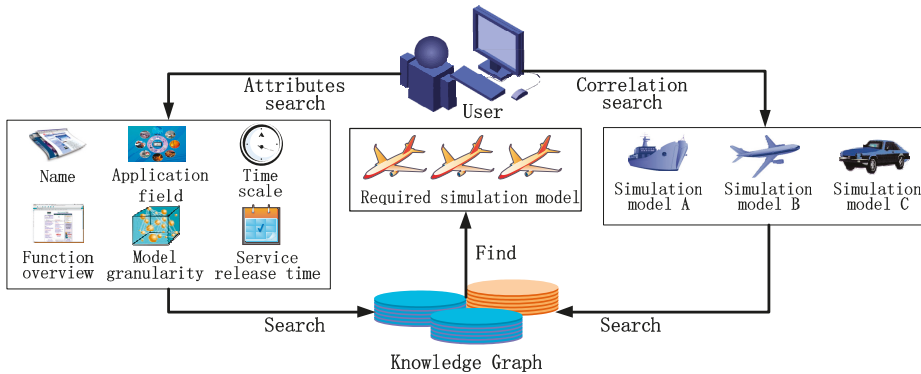 Attributes
search
User
Correlation
search
Name
Application
field
Time
scale
Function
overview
Model
granularity
Service
release time
Required simulation model
Simulation
model A
Simulation
model B
Simulation
model C
Find
Search
Search
Knowledge Graph